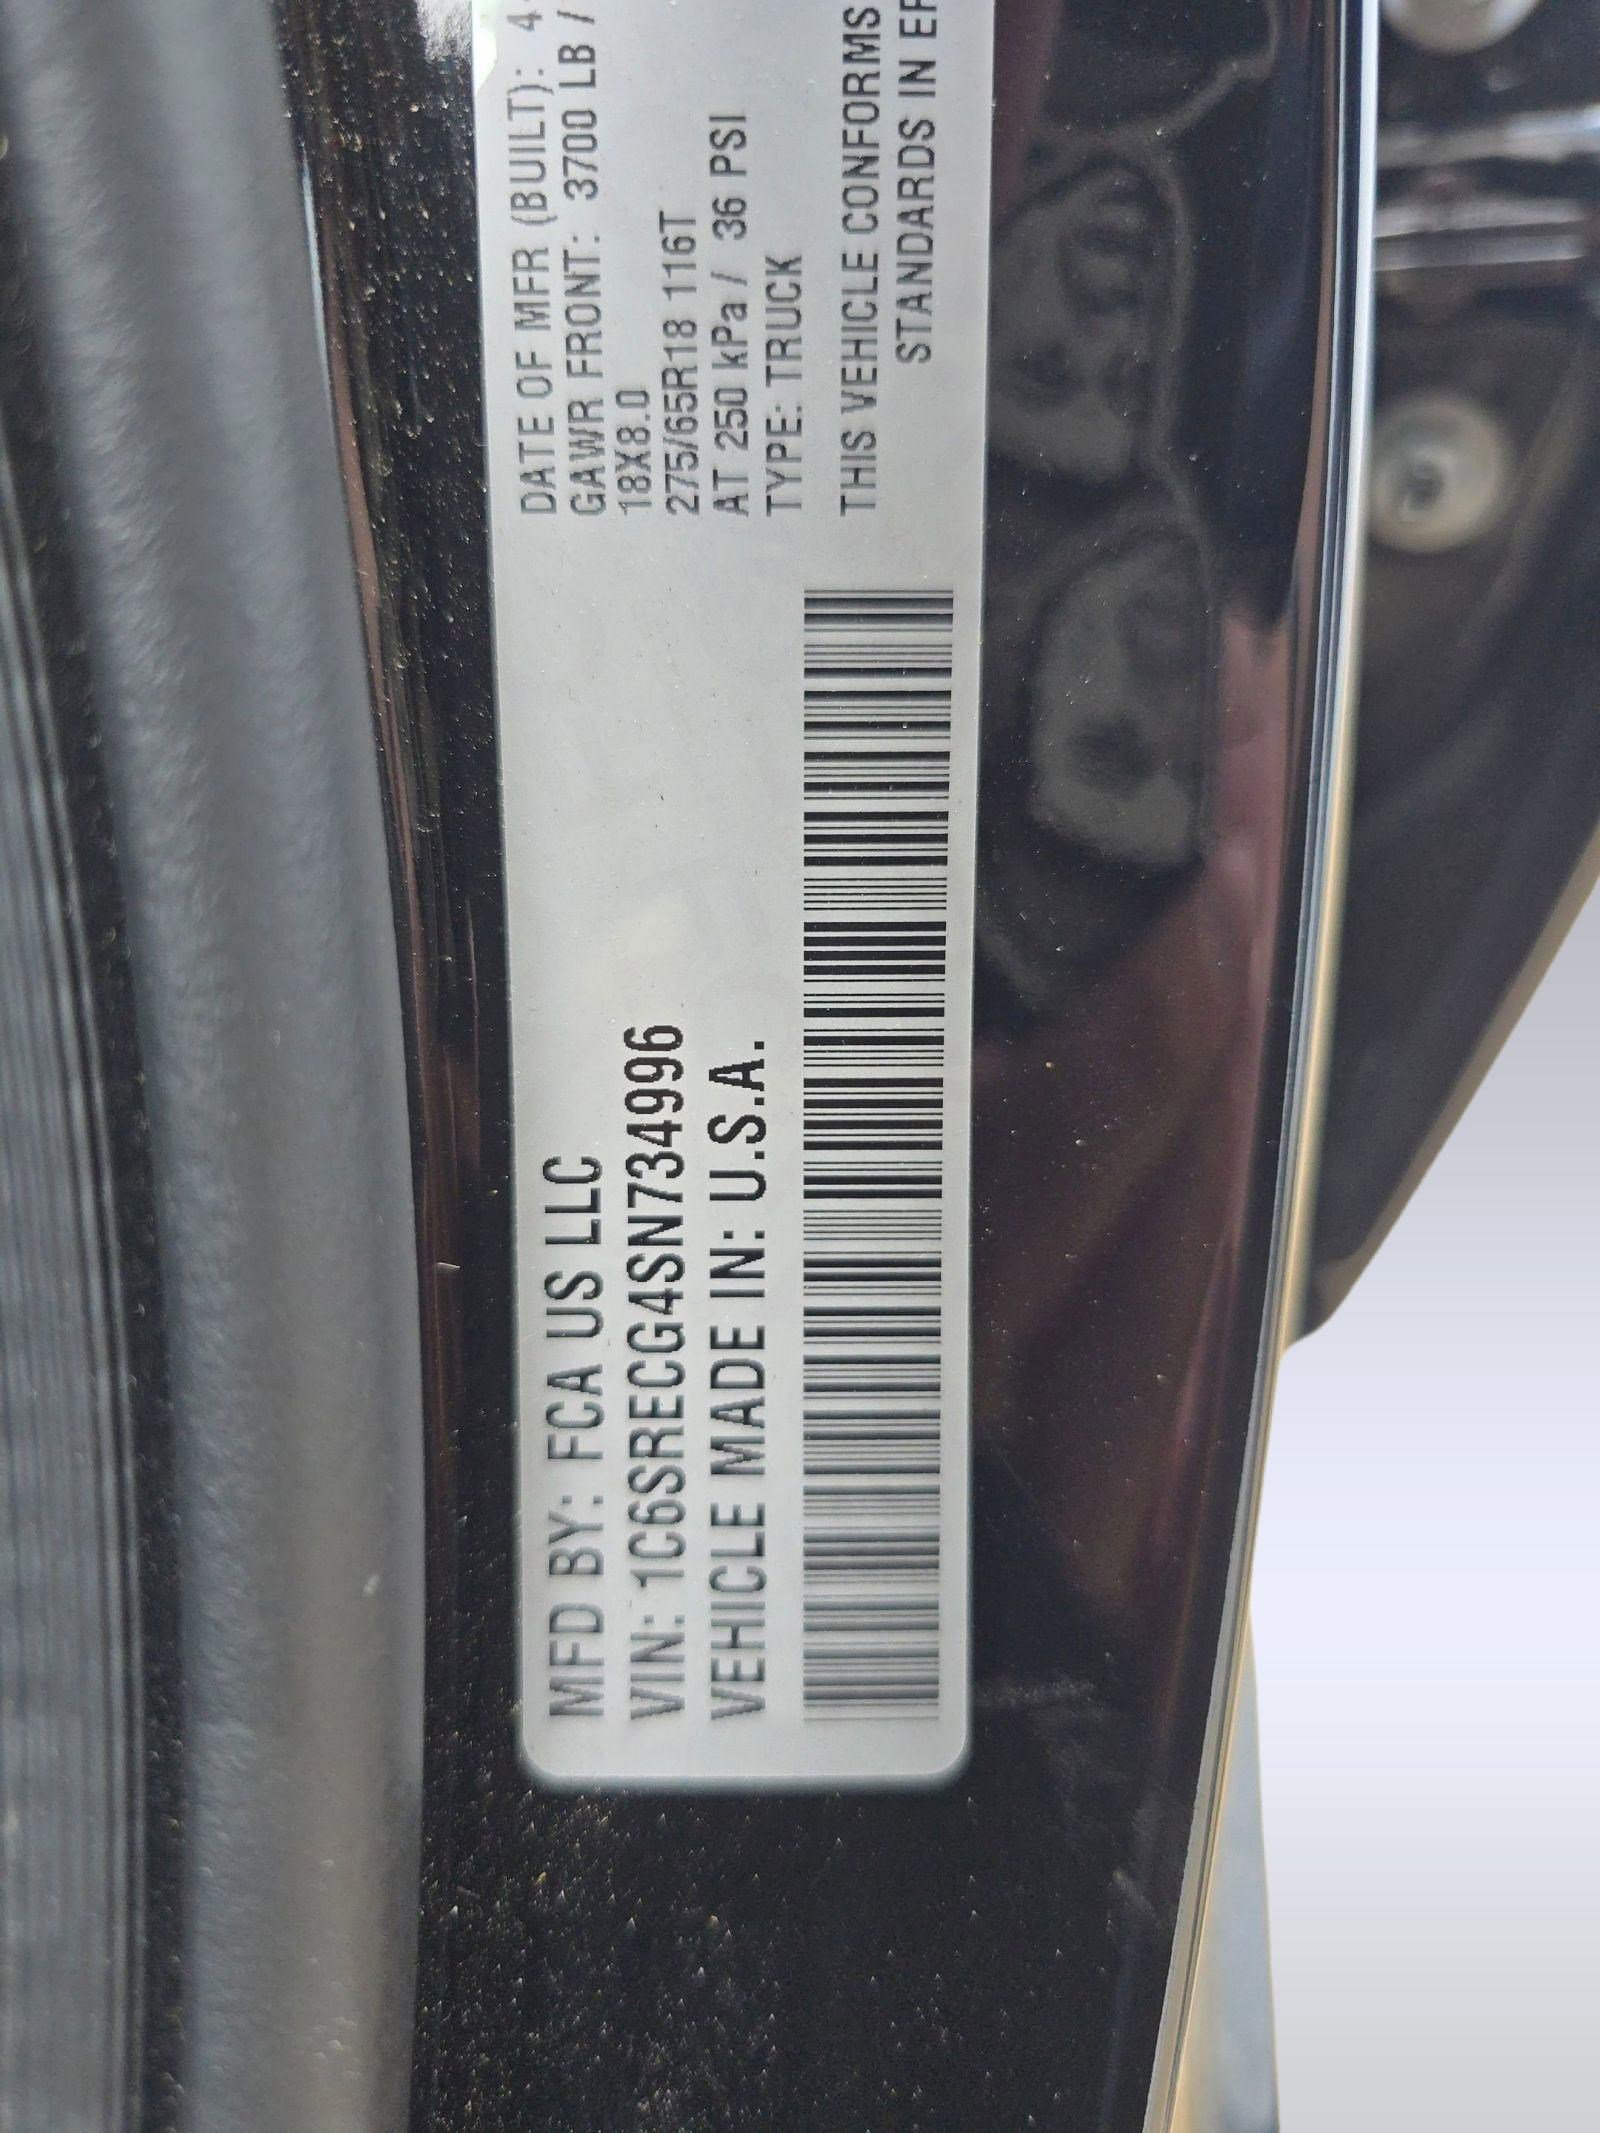 MFD BY: FCA US LLC
VIN: 1C6SRECG4SN734996
VEHICLE MADE IN: U.S.A.
DATE OF MFR (BUILT): 4
GAWR FRONT: 3700 LB /
18X8.0
275/65R18 116T
AT 250 kPa / 36 PSI
TYPE: TRUCK
THIS VEHICLE CONFORMS
STANDARDS IN